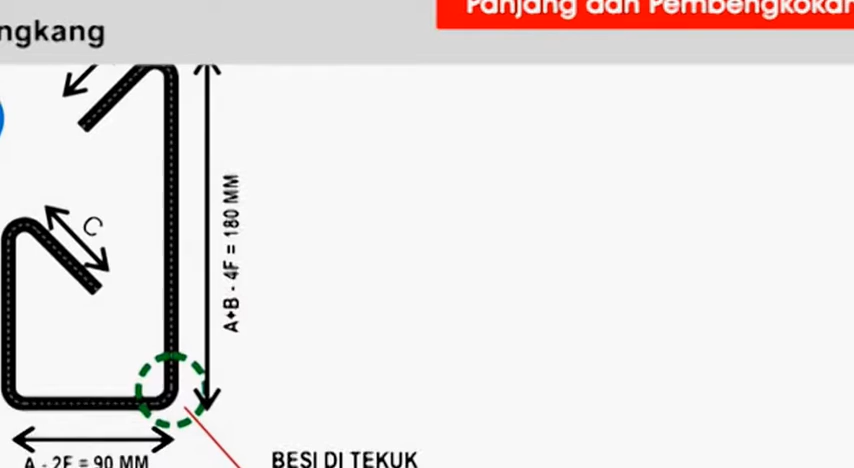 Panjang dan Pembengkokan
ngkang
C
A+B - 4F = 180 MM
A - 2F = 90 MM
BESI DI TEKUK